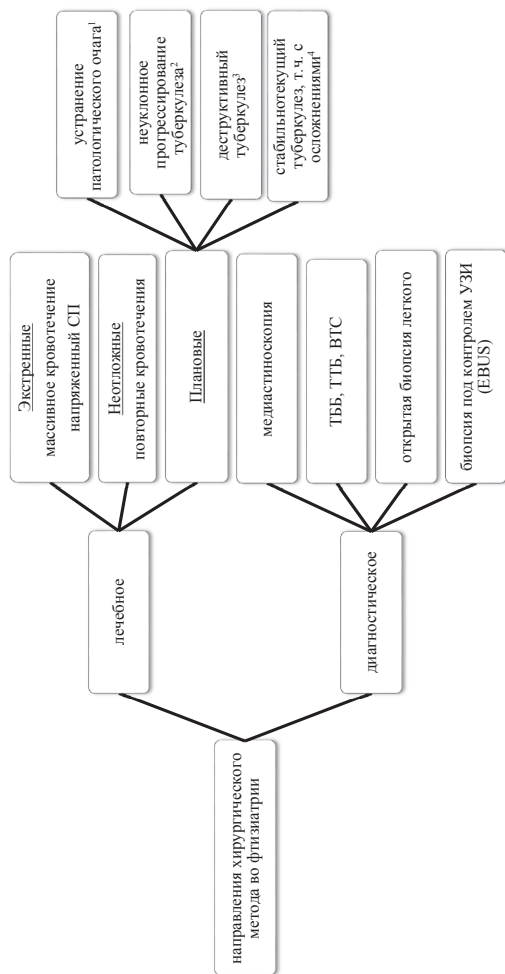 направления хирургического
метода во фтизиатрии
лечебное
Экстренные
массивное кровотечение
напряженный СП
Неотложные
повторные кровотечения
Плановые
устранение
патологического очага¹
неуклонное
прогрессирование
туберкулеза²
деструктивный
туберкулез³
стабильнотекущий
туберкулез, т.ч. с
осложнениями⁴
диагностическое
медиастиноскопия
ТББ, ТТБ, ВТС
открытая биопсия легкого
биопсия под контролем УЗИ
(EBUS)